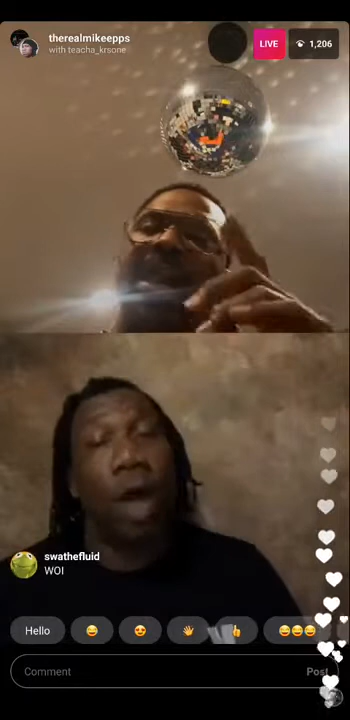 therealmikeepps
with teacha_krsone
LIVE
1,206
swathefluid
WOI
Hello
Comment
Post